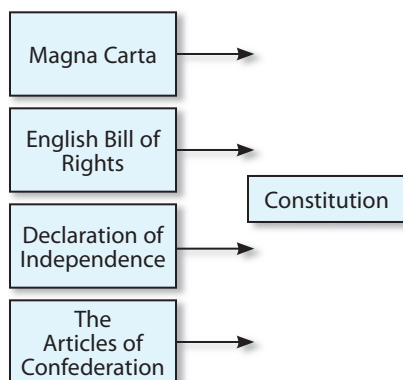 Magna Carta
English Bill of
Rights
Constitution
Declaration of
Independence
The
Articles of
Confederation